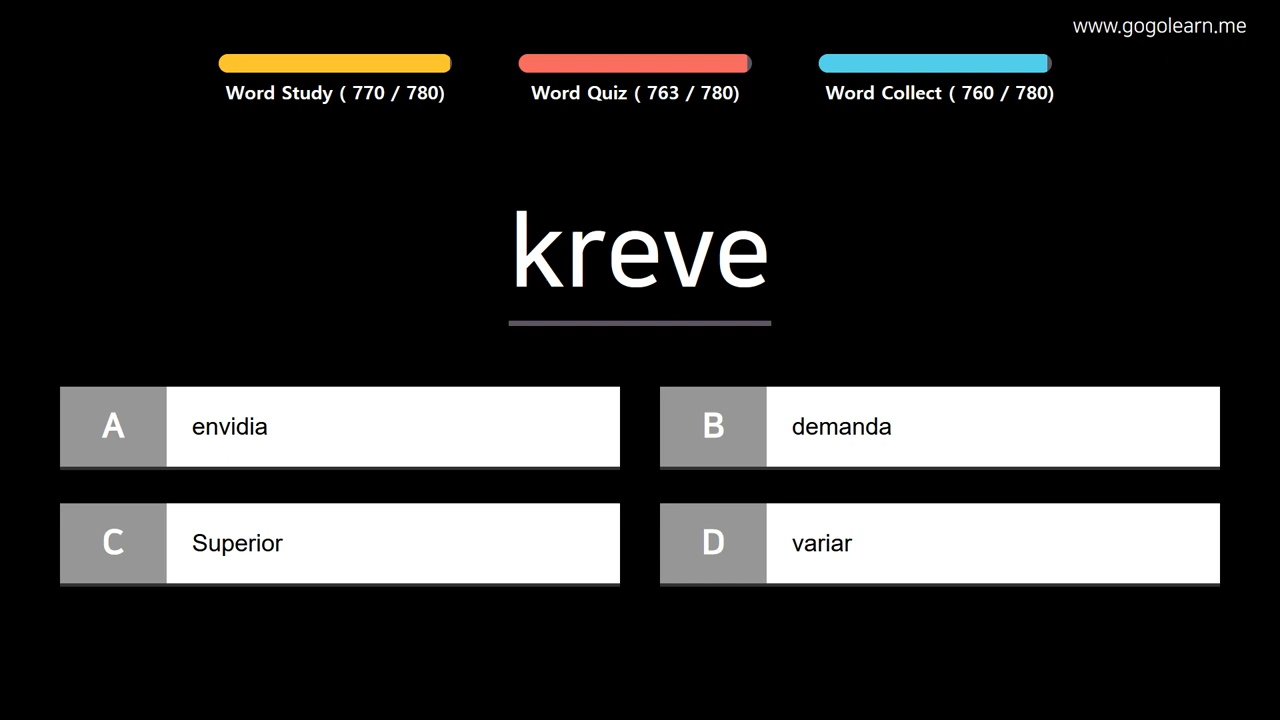 www.gogolearn.me
Word Study ( 770 / 780)
Word Quiz ( 763 / 780)
Word Collect ( 760 / 780)
kreve
A envidia
B demanda
C Superior
D variar